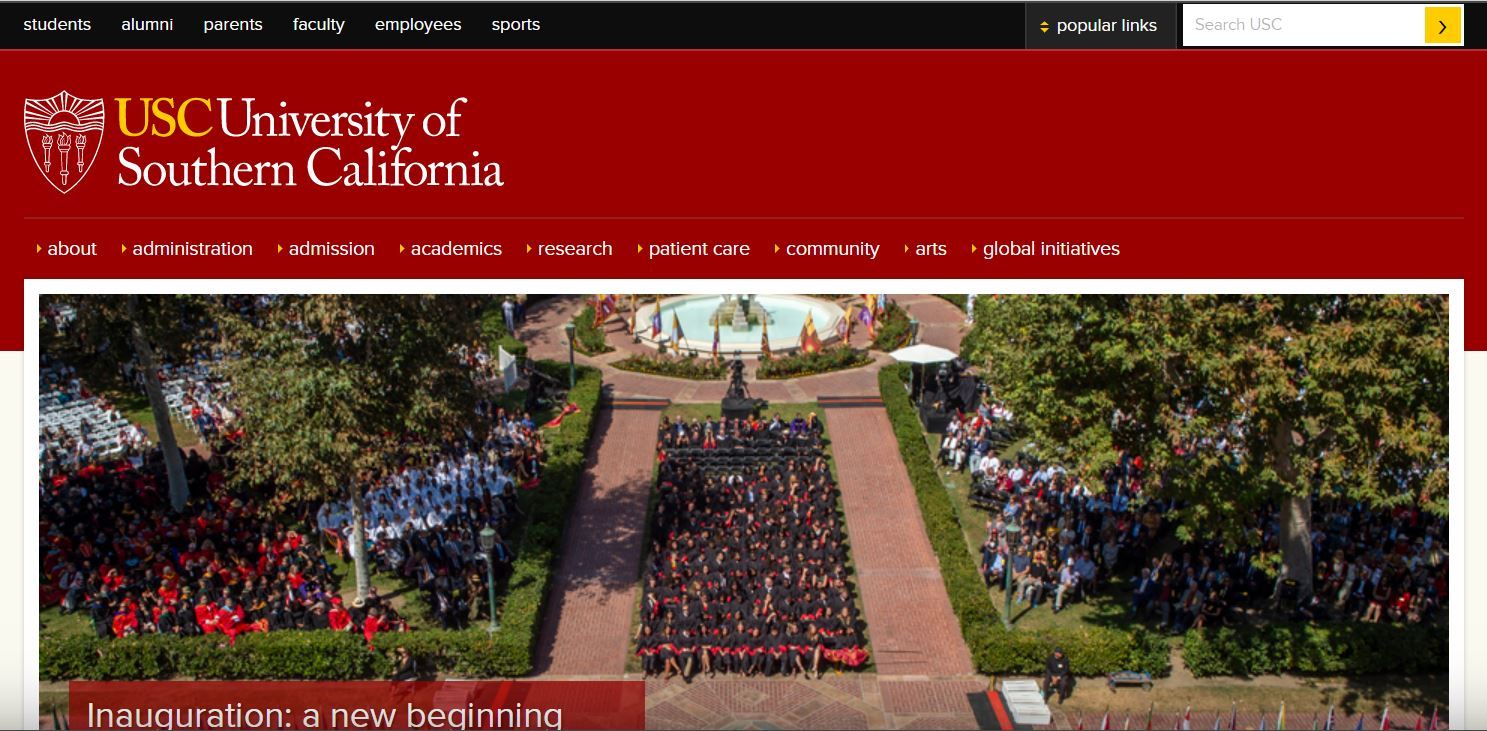 students alumni parents faculty employees sports popular links Search USC
USC University of
Southern California
about administration admission academics research patient care community arts global initiatives
Inauguration: a new beginning